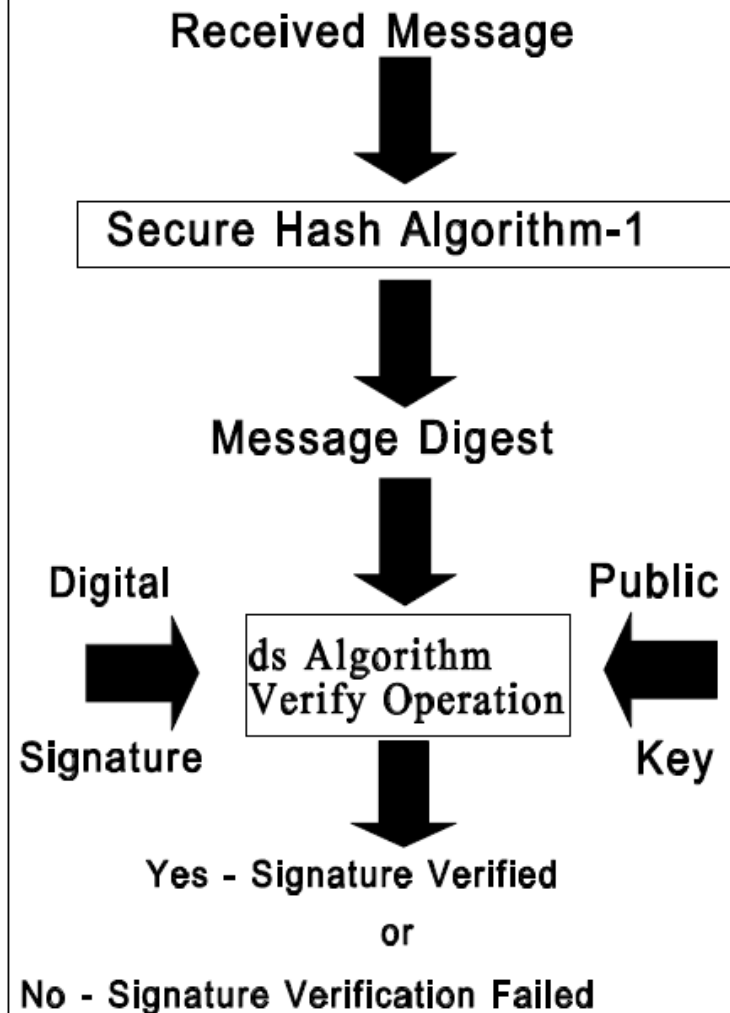 Received Message
Secure Hash Algorithm-1
Message Digest
Digital
Signature
ds Algorithm
Verify Operation
Public
Key
Yes - Signature Verified
or
No - Signature Verification Failed